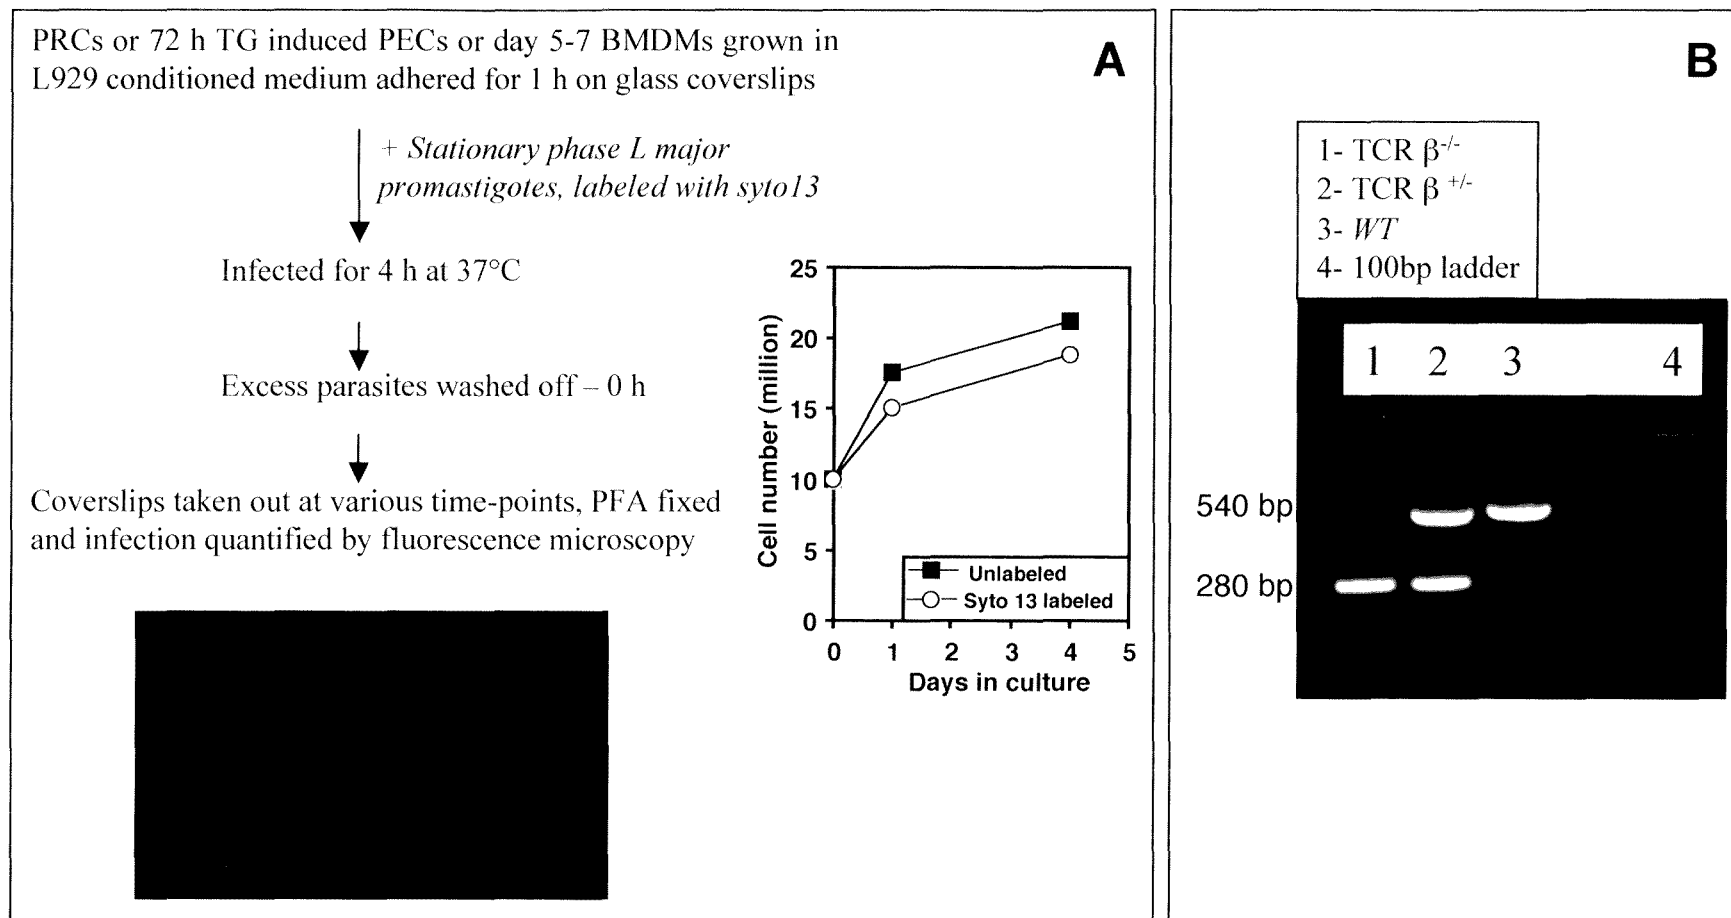 PRCs or 72 h TG induced PECs or day 5-7 BMDMs grown in
L929 conditioned medium adhered for 1 h on glass coverslips
A
+ Stationary phase L major
promastigotes, labeled with syto13
Infected for 4 h at 37°C
Excess parasites washed off – 0 h
Coverslips taken out at various time-points, PFA fixed
and infection quantified by fluorescence microscopy
Cell number (million)
25
20
15
10
5
0
Unlabeled
Syto 13 labeled
0 1 2 3 4 5
Days in culture
B
1- TCR β-/-
2- TCR β +/-
3- WT
4- 100bp ladder
1 2 3 4
540 bp
280 bp